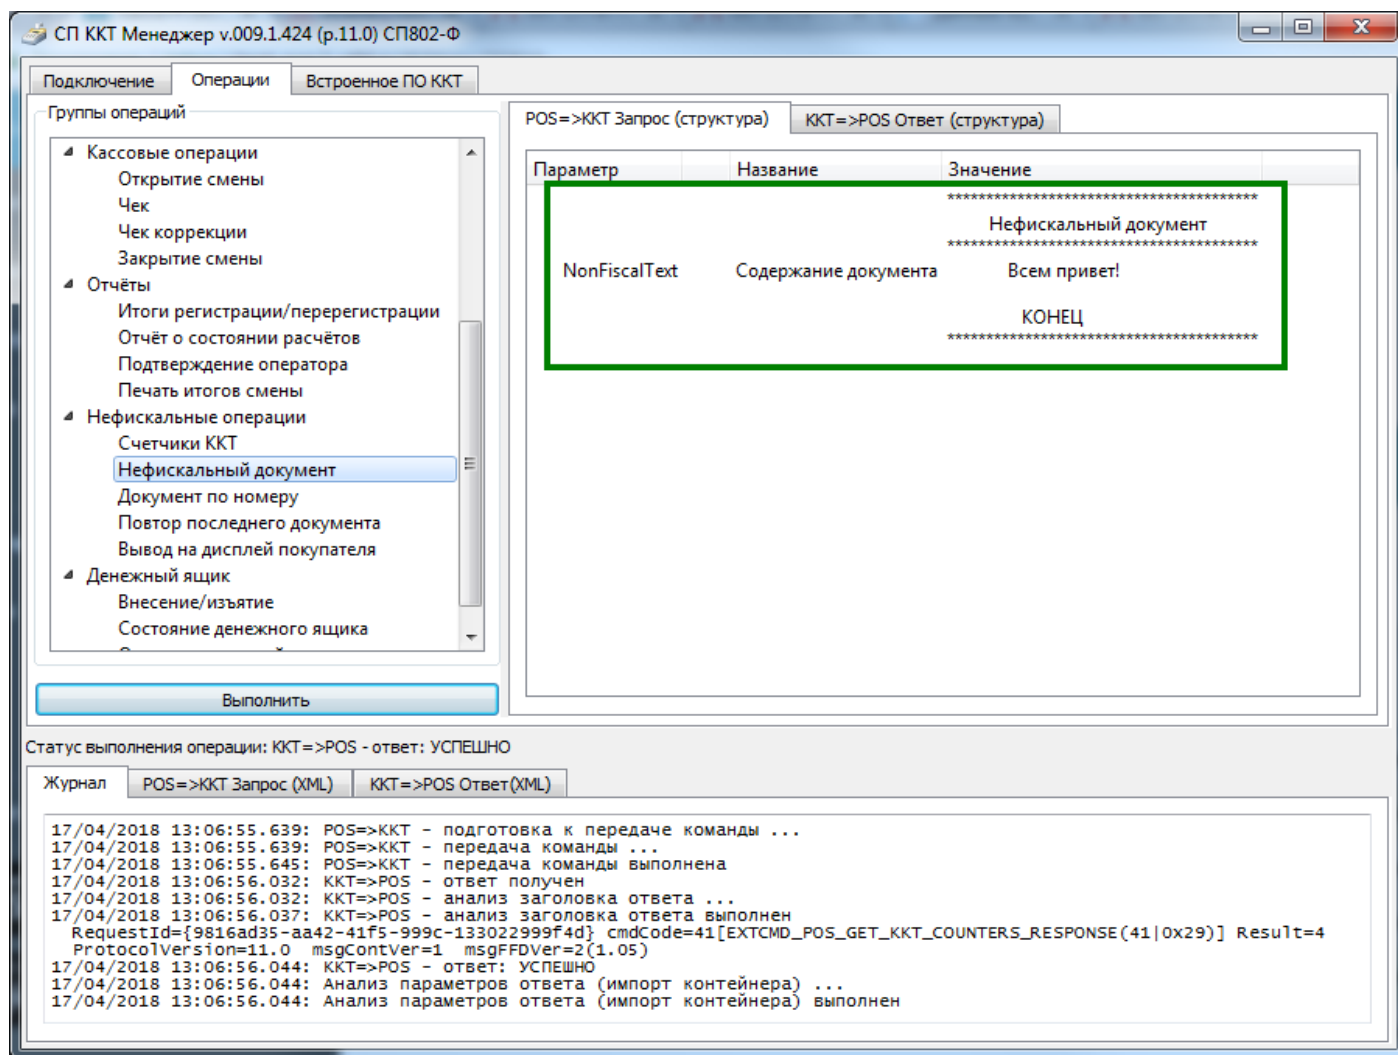 СП ККТ Менеджер v.009.1.424 (р.11.0) СП802-Ф
Подключение Операции Встроенное ПО ККТ
Группы операций
Кассовые операции
Открытие смены
Чек
Чек коррекции
Закрытие смены
Отчёты
Итоги регистрации/перерегистрации
Отчёт о состоянии расчётов
Подтверждение оператора
Печать итогов смены
Нефискальные операции
Счетчики ККТ
Нефискальный документ
Документ по номеру
Повтор последнего документа
Вывод на дисплей покупателя
Денежный ящик
Внесение/изъятие
Состояние денежного ящика
Выполнить
POS=>ККТ Запрос (структура) ККТ=>POS Ответ (структура)
Параметр Название Значение
****************************************
Нефискальный документ
****************************************
NonFiscalText Содержание документа Всем привет!
КОНЕЦ
****************************************
Статус выполнения операции: ККТ=>POS - ответ: УСПЕШНО
Журнал POS=>ККТ Запрос (XML) ККТ=>POS Ответ(XML)
17/04/2018 13:06:55.639: POS=>ККТ - подготовка к передаче команды ...
17/04/2018 13:06:55.639: POS=>ККТ - передача команды ...
17/04/2018 13:06:55.645: POS=>ККТ - передача команды выполнена
17/04/2018 13:06:56.032: ККТ=>POS - ответ получен
17/04/2018 13:06:56.032: ККТ=>POS - анализ заголовка ответа ...
17/04/2018 13:06:56.037: ККТ=>POS - анализ заголовка ответа выполнен
RequestId={9816ad35-aa42-41f5-999c-133022999f4d} cmdCode=41[EXTCMD_POS_GET_KKT_COUNTERS_RESPONSE(41|0x29)] Result=4
ProtocolVersion=11.0 msgContVer=1 msgFFDVer=2(1.05)
17/04/2018 13:06:56.044: ККТ=>POS - ответ: УСПЕШНО
17/04/2018 13:06:56.044: Анализ параметров ответа (импорт контейнера) ...
17/04/2018 13:06:56.044: Анализ параметров ответа (импорт контейнера) выполнен